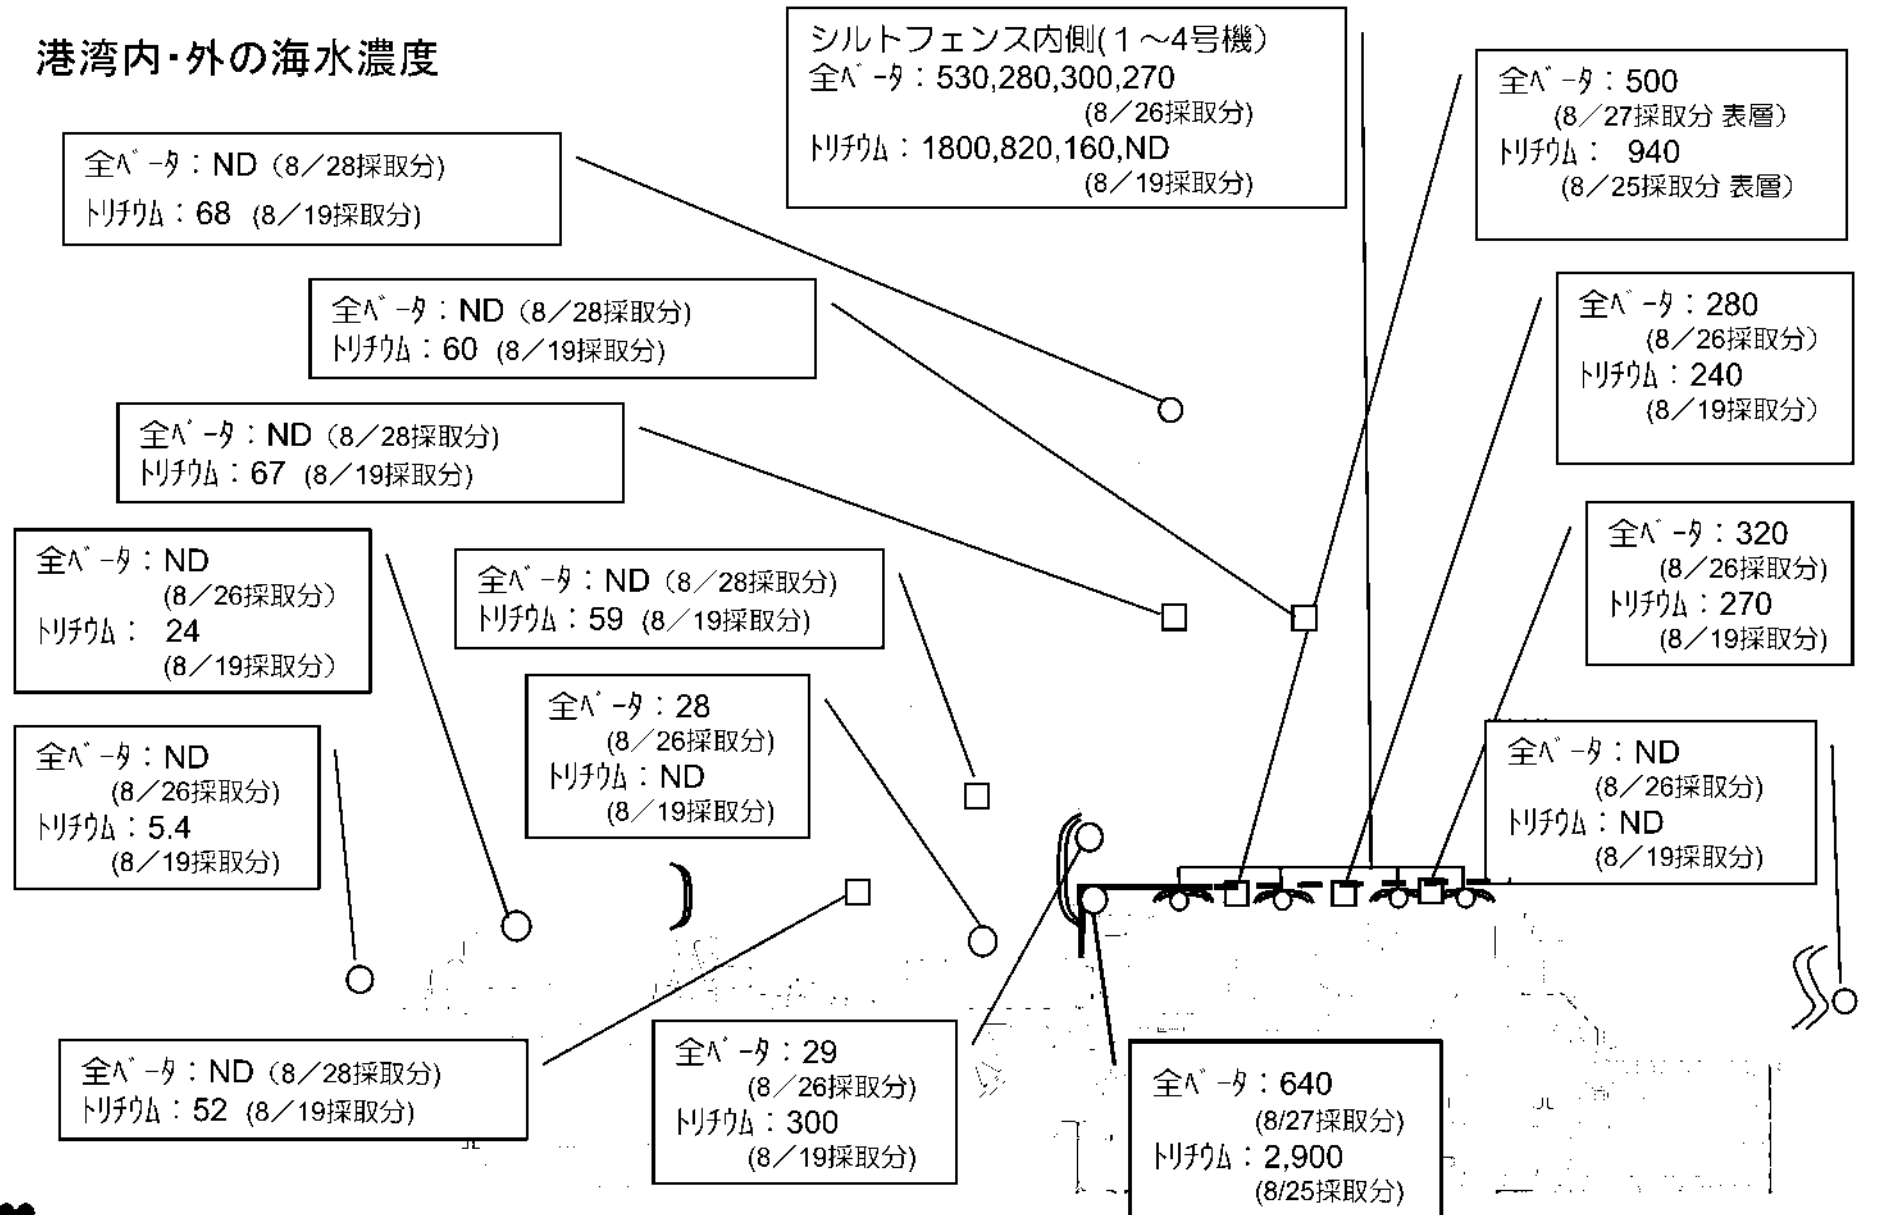 港湾内・外の海水濃度
シルトフェンス内側(1~4号機)
全ベータ:530,280,300,270
(8/26採取分)
トリチウム:1800,820,160,ND
(8/19採取分)
全ベータ:500
(8/27採取分 表層)
トリチウム: 940
(8/25採取分 表層)
全ベータ:ND (8/28採取分)
トリチウム:68 (8/19採取分)
全ベータ:ND (8/28採取分)
トリチウム:60 (8/19採取分)
全ベータ:280
(8/26採取分)
トリチウム:240
(8/19採取分)
全ベータ:ND (8/28採取分)
トリチウム:67 (8/19採取分)
全ベータ:320
(8/26採取分)
トリチウム:270
(8/19採取分)
全ベータ:ND
(8/26採取分)
トリチウム: 24
(8/19採取分)
全ベータ:ND (8/28採取分)
トリチウム:59 (8/19採取分)
全ベータ:28
(8/26採取分)
トリチウム:ND
(8/19採取分)
全ベータ:ND
(8/26採取分)
トリチウム:5.4
(8/19採取分)
全ベータ:ND
(8/26採取分)
トリチウム:ND
(8/19採取分)
全ベータ:ND (8/28採取分)
トリチウム:52 (8/19採取分)
全ベータ:29
(8/26採取分)
トリチウム:300
(8/19採取分)
全ベータ:640
(8/27採取分)
トリチウム:2,900
(8/25採取分)